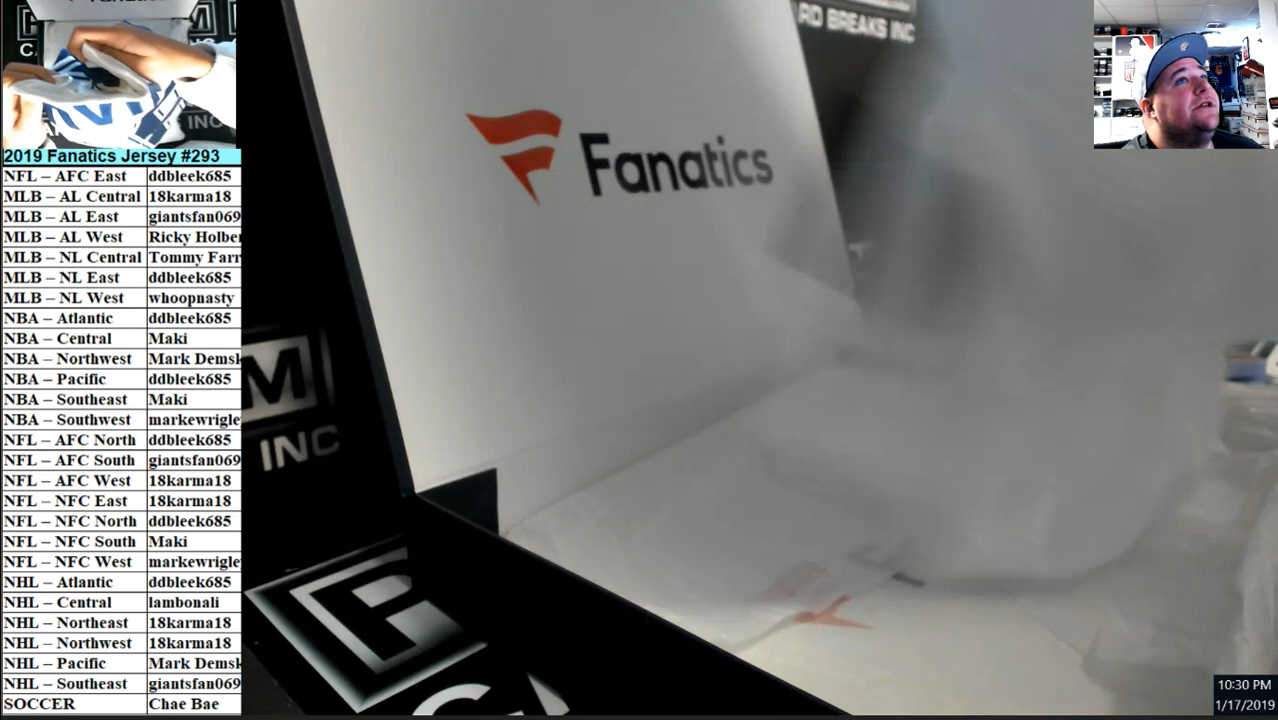 Fanatics
RD BREAKS INC
INC
2019 Fanatics Jersey #293
NFL – AFC East ddbleek685
MLB – AL Central 18karma18
MLB – AL East giantsfan069
MLB – AL West Ricky Holber
MLB – NL Central Tommy Farr
MLB – NL East ddbleek685
MLB – NL West whoopnasty
NBA – Atlantic ddbleek685
NBA – Central Maki
NBA – Northwest Mark Demsk
NBA – Pacific ddbleek685
NBA – Southeast Maki
NBA – Southwest markewrigle
NFL – AFC North ddbleek685
NFL – AFC South giantsfan069
NFL – AFC West 18karma18
NFL – NFC East 18karma18
NFL – NFC North ddbleek685
NFL – NFC South Maki
NFL – NFC West markewrigle
NHL – Atlantic ddbleek685
NHL – Central lambonali
NHL – Northeast 18karma18
NHL – Northwest 18karma18
NHL – Pacific Mark Demsk
NHL – Southeast giantsfan069
SOCCER Chae Bae
M
INC
10:30 PM
1/17/2019